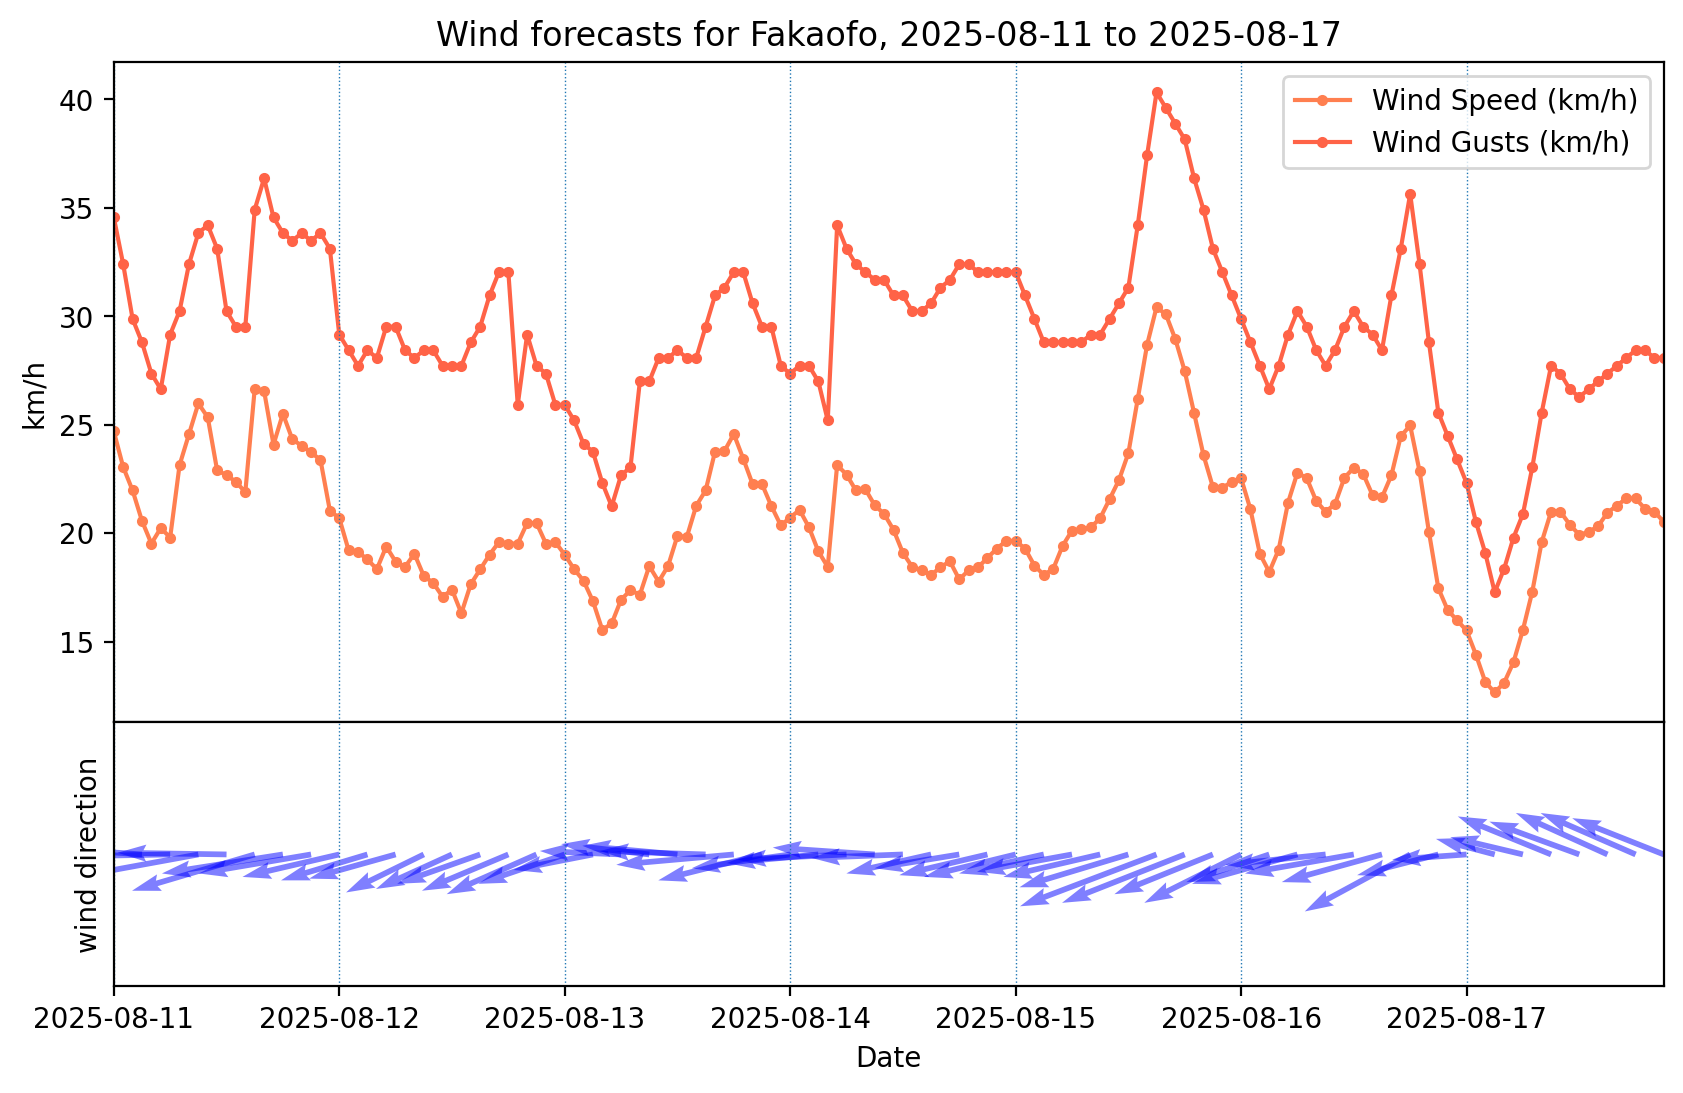 Wind forecasts for Fakaofo, 2025-08-11 to 2025-08-17
40
35
30
25
20
15
km/h
Wind Speed (km/h)
Wind Gusts (km/h)
wind direction
2025-08-11 2025-08-12 2025-08-13 2025-08-14 2025-08-15 2025-08-16 2025-08-17
Date